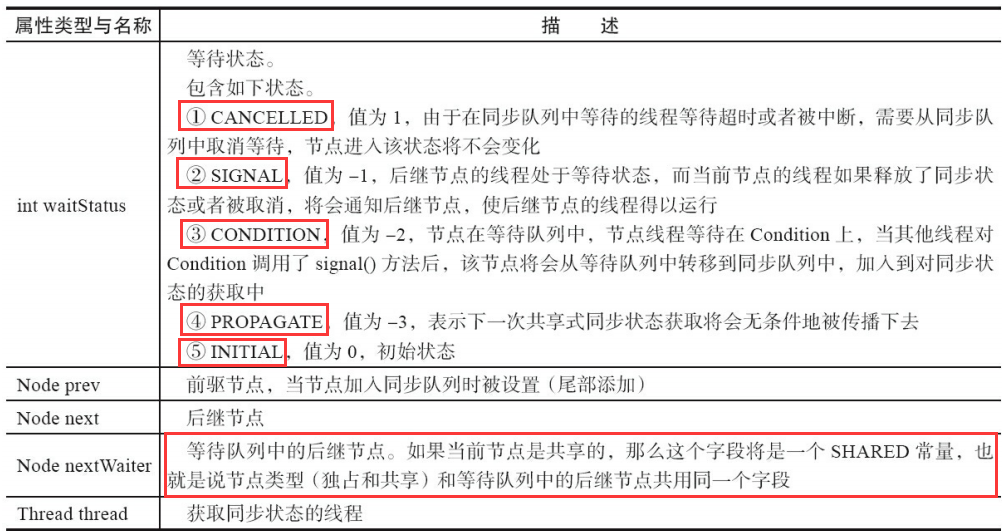 属性类型与名称 描 述
等待状态。
包含如下状态。
① CANCELLED，值为 1，由于在同步队列中等待的线程等待超时或者被中断，需要从同步队
列中取消等待，节点进入该状态将不会变化
② SIGNAL，值为 –1，后继节点的线程处于等待状态，而当前节点的线程如果释放了同步状
int waitStatus
态或者被取消，将会通知后继节点，使后继节点的线程得以运行
③ CONDITION，值为 –2，节点在等待队列中，节点线程等待在 Condition 上，当其他线程对
Condition 调用了 signal() 方法后，该节点将会从等待队列中转移到同步队列中，加入到对同步状
态的获取中
④ PROPAGATE，值为 –3，表示下一次共享式同步状态获取将会无条件地被传播下去
⑤ INITIAL，值为 0，初始状态
Node prev 前驱节点，当节点加入同步队列时被设置（尾部添加）
Node next 后继节点
Node nextWaiter
等待队列中的后继节点。如果当前节点是共享的，那么这个字段将是一个 SHARED 常量，也
就是说节点类型（独占和共享）和等待队列中的后继节点共用同一个字段
Thread thread 获取同步状态的线程